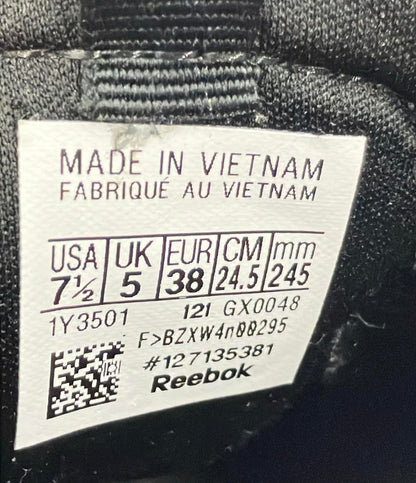 MADE IN VIETNAM
FABRIQUÉ AU VIETNAM
USA UK EUR CM mm
7½ 5 38 24.5 245
1Y3501 121 GX0048
F>BZXW4n00295
#127135381
Reebok